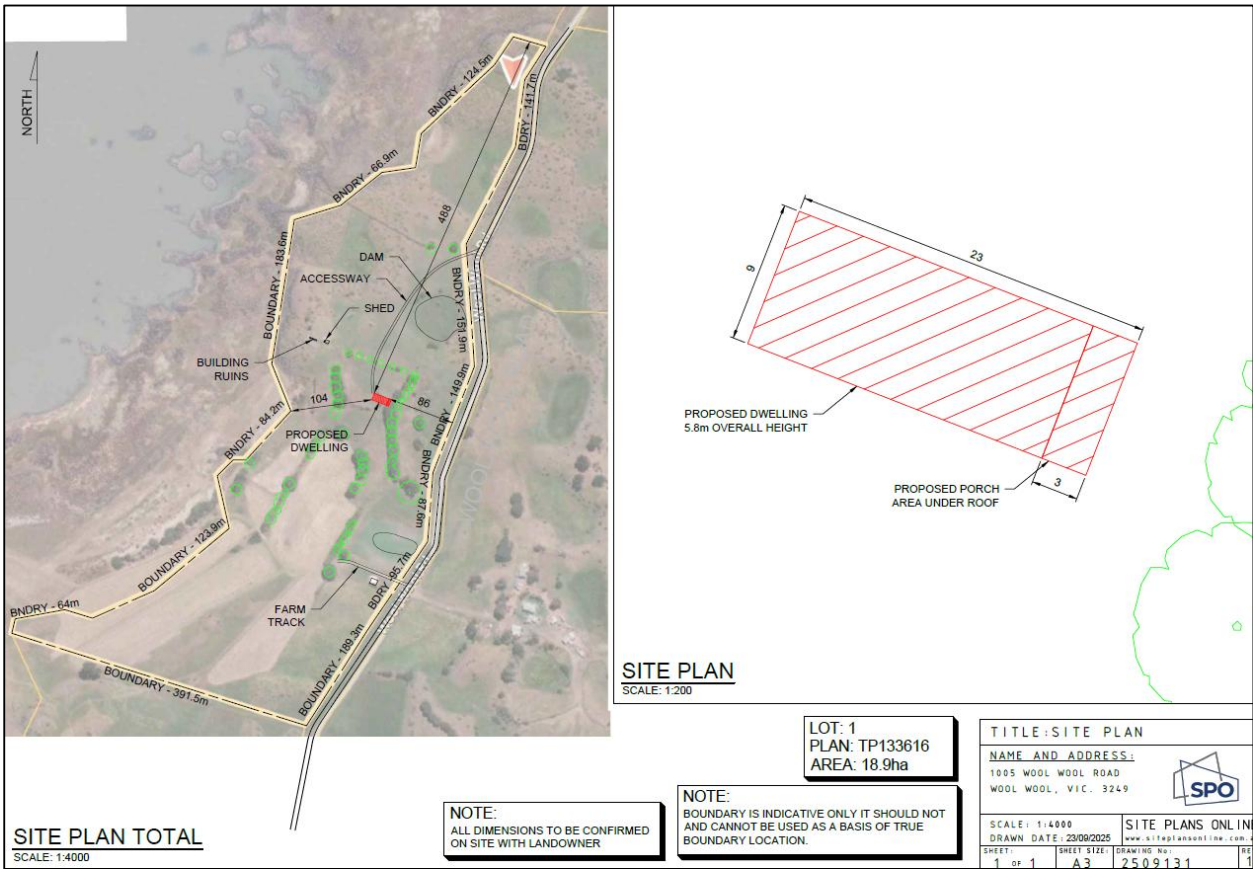 NORTH
BNDRY - 124.5m
BDRY - 141.7m
BNDRY - 66.9m
488
BOUNDARY - 183.6m
DAM
ACCESSWAY
BNDRY - 151.9m
SHED
BUILDING
RUINS
BNDRY - 84.2m
104
86
BNDRY - 149.9m
PROPOSED
DWELLING
BNDRY - 87.6m
BOUNDARY - 123.9m
BDRY - 95.7m
BNDRY - 64m
FARM
TRACK
BOUNDARY - 189.3m
BOUNDARY - 391.5m
SITE PLAN TOTAL
SCALE: 1:4000
23
9
PROPOSED DWELLING
5.8m OVERALL HEIGHT
PROPOSED PORCH
AREA UNDER ROOF
3
SITE PLAN
SCALE: 1:200
LOT: 1
PLAN: TP133616
AREA: 18.9ha
NOTE:
ALL DIMENSIONS TO BE CONFIRMED
ON SITE WITH LANDOWNER
NOTE:
BOUNDARY IS INDICATIVE ONLY IT SHOULD NOT
AND CANNOT BE USED AS A BASIS OF TRUE
BOUNDARY LOCATION.
TITLE: SITE PLAN
NAME AND ADDRESS:
1005 WOOL WOOL ROAD
WOOL WOOL, VIC. 3249
SPO
SCALE: 1:4000
DRAWN DATE: 23/09/2025
SITE PLANS ONLIN
www.siteplansonline.com.a
SHEET:
1 OF 1
SHEET SIZE:
A3
DRAWING No:
2509131
RE
1